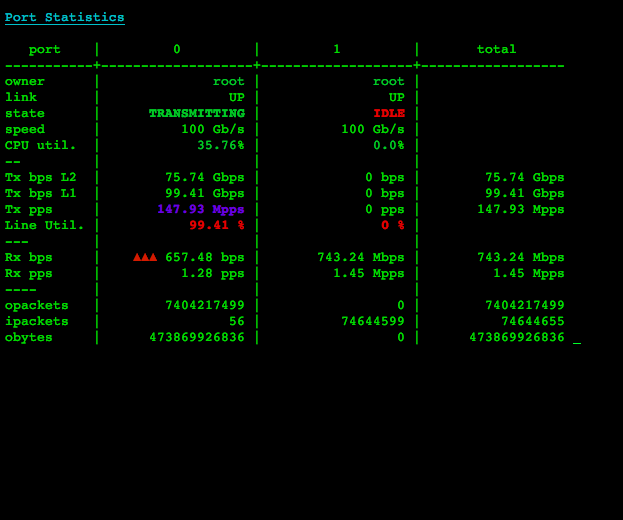 Port Statistics
port | 0 | 1 | total
-----------+-------------------+-------------------+------------------
owner | root | root |
link | UP | UP |
state | TRANSMITTING | IDLE |
speed | 100 Gb/s | 100 Gb/s |
CPU util. | 35.76% | 0.0% |
-- | | |
Tx bps L2 | 75.74 Gbps | 0 bps | 75.74 Gbps
Tx bps L1 | 99.41 Gbps | 0 bps | 99.41 Gbps
Tx pps | 147.93 Mpps | 0 pps | 147.93 Mpps
Line Util. | 99.41 % | 0 % |
--- | | |
Rx bps | ▲▲▲ 657.48 bps | 743.24 Mbps | 743.24 Mbps
Rx pps | 1.28 pps | 1.45 Mpps | 1.45 Mpps
---- | | |
opackets | 7404217499 | 0 | 7404217499
ipackets | 56 | 74644599 | 74644655
obytes | 473869926836 | 0 | 473869926836 _